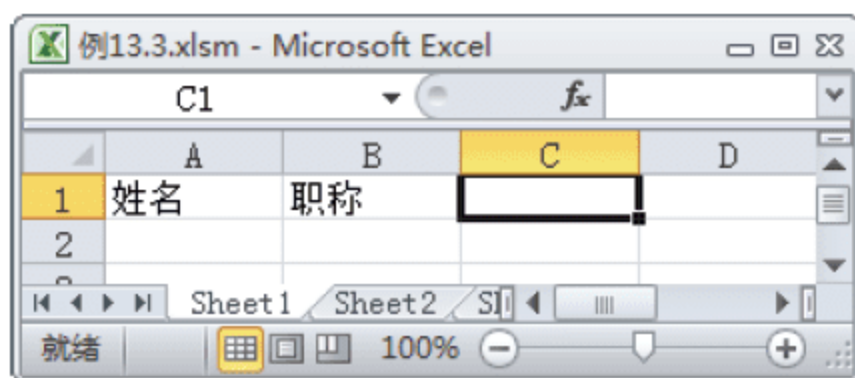 例13.3.xlsm - Microsoft Excel
C1 fx
A B C D
1 姓名 职称
2
Sheet1 Sheet2
就绪 100%